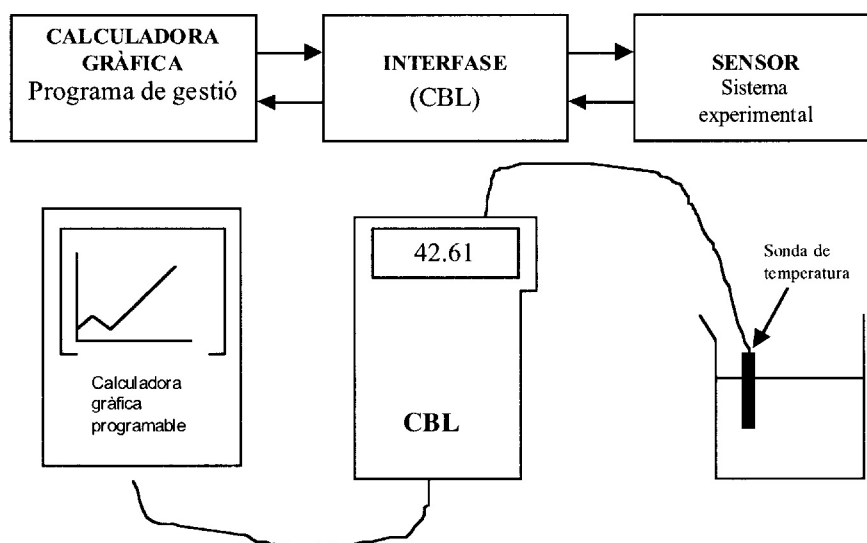 CALCULADORA
GRÀFICA
Programa de gestió
INTERFASE
(CBL)
SENSOR
Sistema
experimental
42.61
Sonda de
temperatura
Calculadora
gràfica
programable
CBL